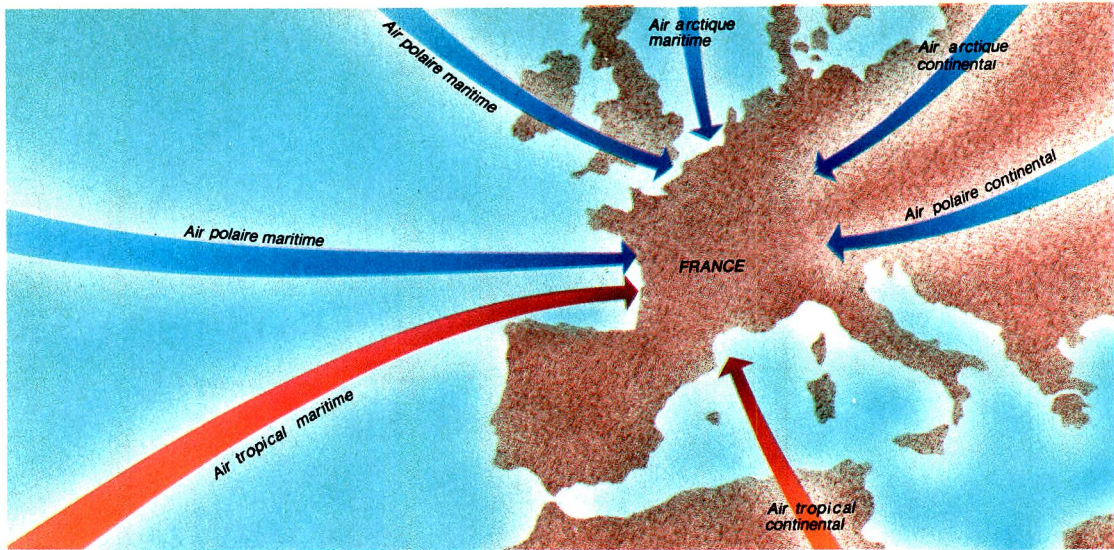 Air polaire maritime
Air arctique
maritime
Air arctique
continental
Air polaire continental
Air polaire maritime
FRANCE
Air tropical maritime
Air tropical
continental